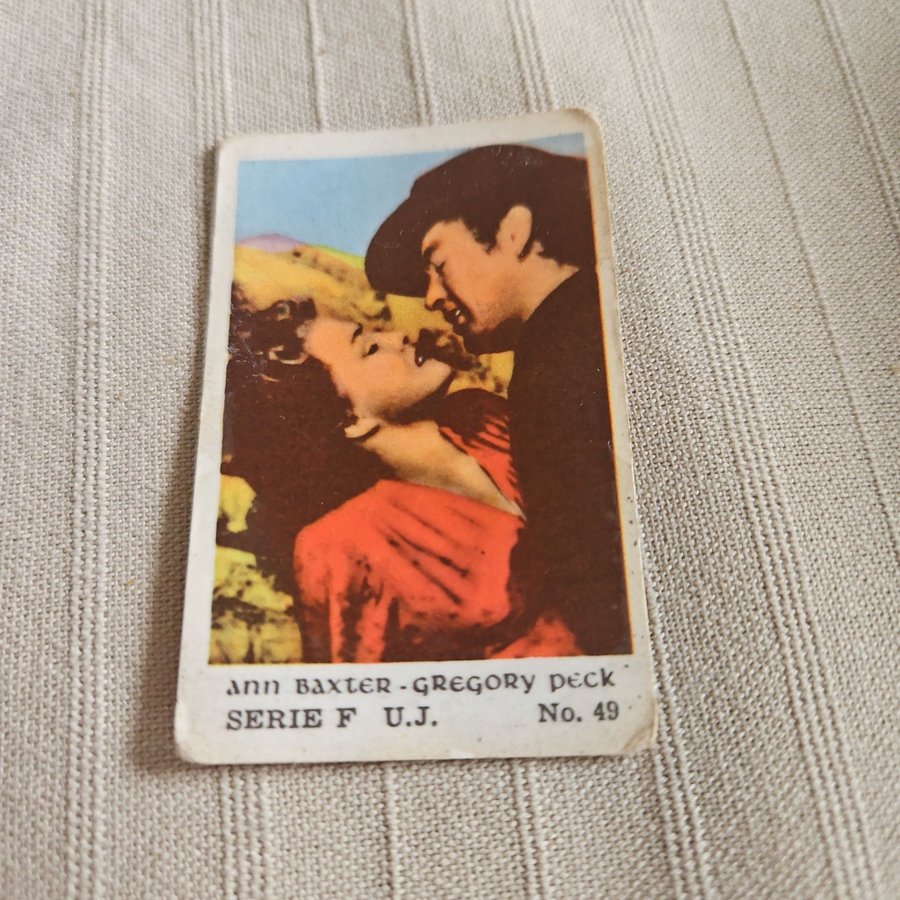 Ann Baxter - Gregory Peck
SERIE F U.J. No. 49